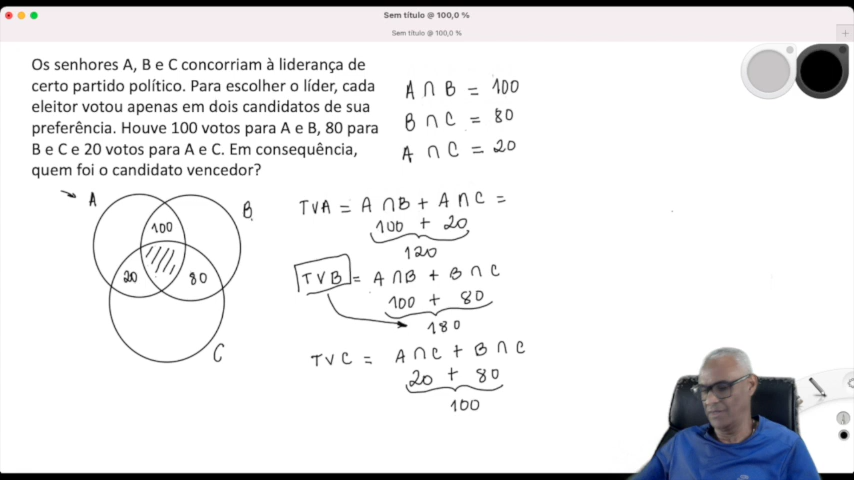 Sem título @ 100,0 %
Sem título @ 100,0 %
Os senhores A, B e C concorriam à liderança de
certo partido político. Para escolher o líder, cada
eleitor votou apenas em dois candidatos de sua
preferência. Houve 100 votos para A e B, 80 para
B e C e 20 votos para A e C. Em consequência,
quem foi o candidato vencedor?
A ∩ B = 100
B ∩ C = 80
A ∩ C = 20
A
B
100
20
80
C
TVA = A ∩ B + A ∩ C =
100 + 20
120
TVB = A ∩ B + B ∩ C
100 + 80
180
TVC = A ∩ C + B ∩ C
20 + 80
100